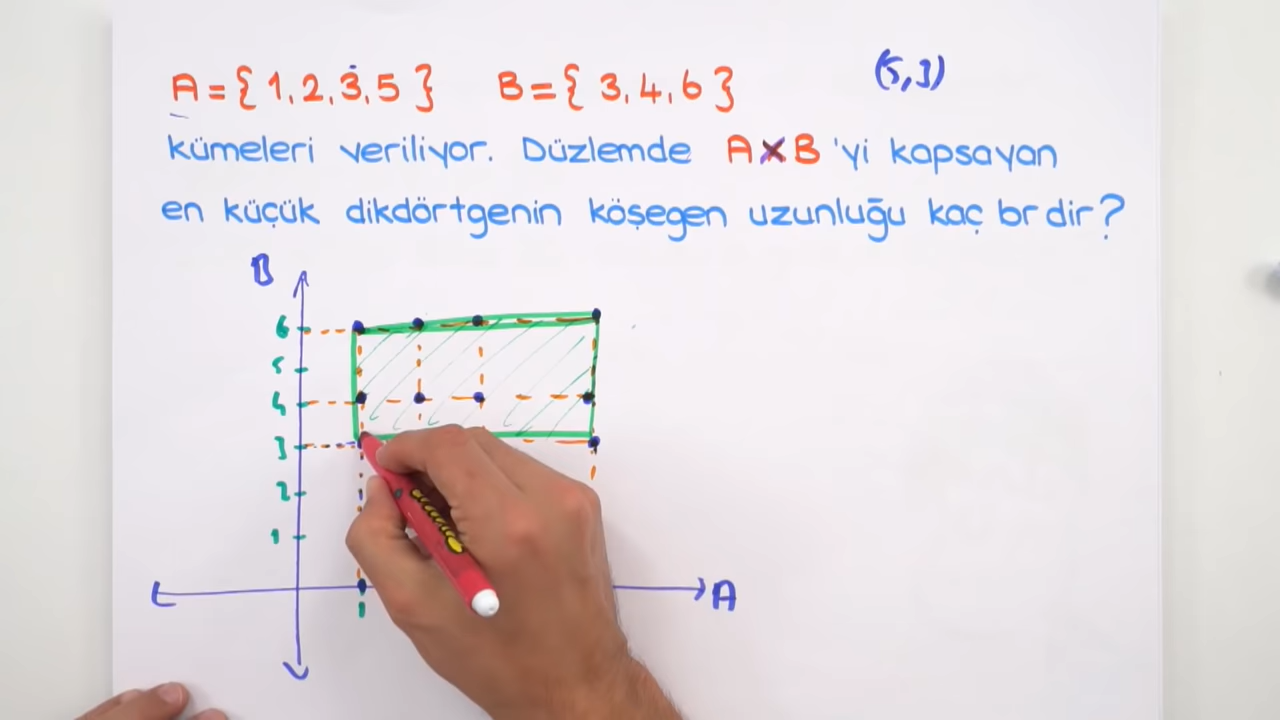 A = { 1, 2, 3, 5 } B = { 3, 4, 6 } (5,3)
kümeleri veriliyor. Düzlemde A x B 'yi kapsayan
en küçük dikdörtgenin köşegen uzunluğu kaç br dir?
B
6
5
4
3
2
1
A
1